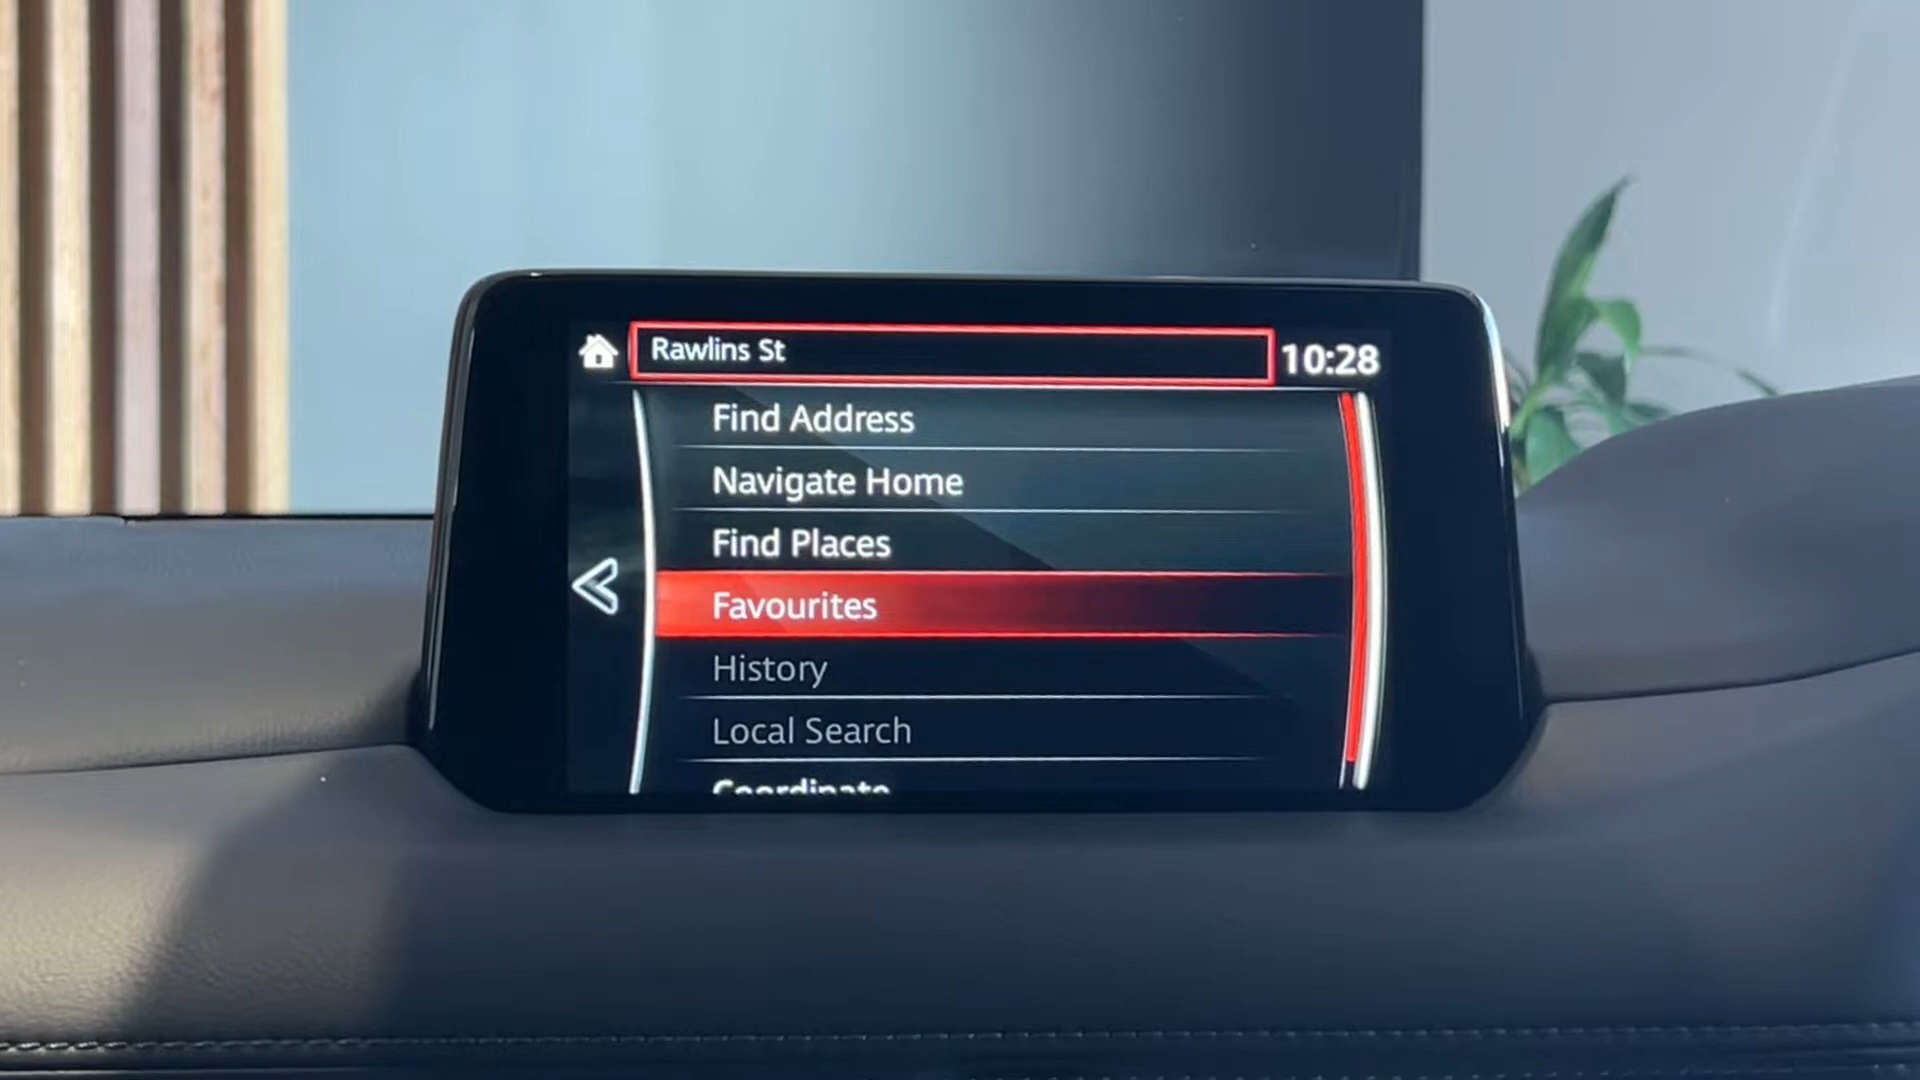 Rawlins St
10:28
Find Address
Navigate Home
Find Places
Favourites
History
Local Search
Coordinate